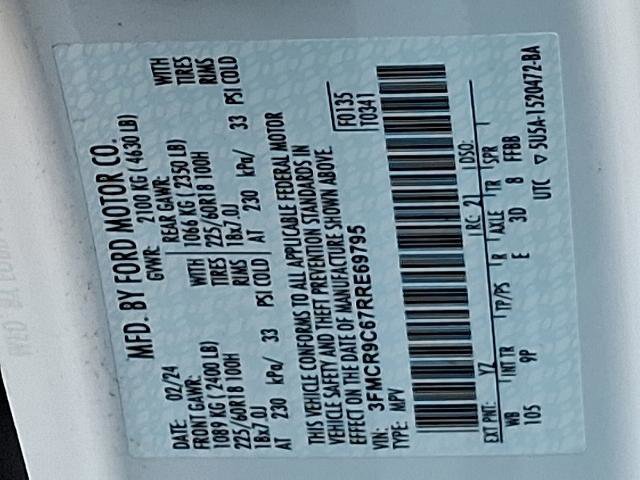 MFD. BY FORD MOTOR CO.
DATE: 02/24 GVWR: 2100 KG ( 4630 LB)
FRONT GAWR: REAR GAWR:
1089 KG ( 2400 LB) WITH 1066 KG ( 2350 LB) WITH
225/60R18 100H TIRES 225/60R18 100H TIRES
18x7.0J RIMS 18x7.0J RIMS
AT 230 kPa/ 33 PSI COLD AT 230 kPa/ 33 PSI COLD
THIS VEHICLE CONFORMS TO ALL APPLICABLE FEDERAL MOTOR
VEHICLE SAFETY AND THEFT PREVENTION STANDARDS IN
EFFECT ON THE DATE OF MANUFACTURE SHOWN ABOVE.
VIN: 3FMCR9C67RRE69795 F0135
TYPE: MPV T0341
EXT PNT: YZ RC: 21 DSO:
WB INT TR TP/PS R AXLE TR SPR
105 9P E 3D 8 FFBB
UTC ▽ 5U5A-1520472-BA